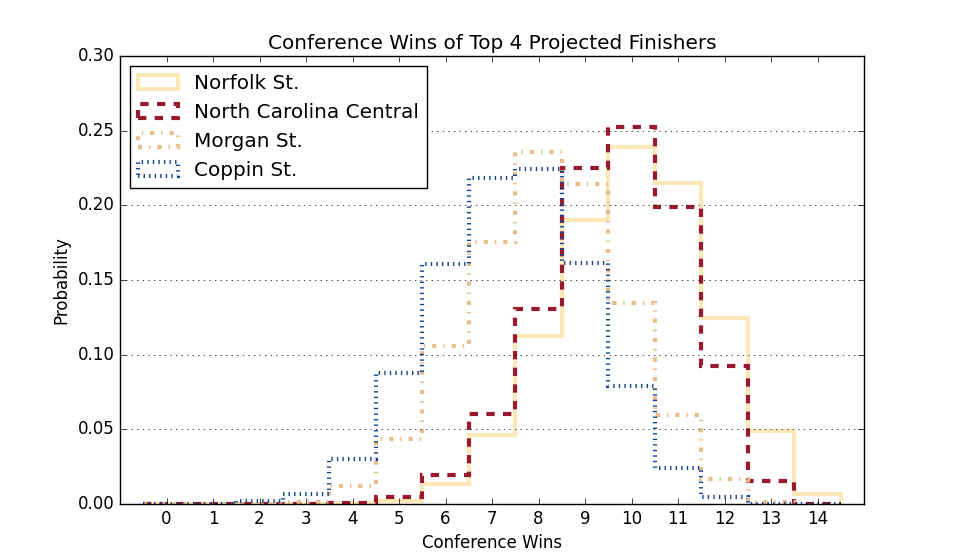 Conference Wins of Top 4 Projected Finishers
0.30
0.25
0.20
0.15
0.10
0.05
0.00
Probability
Norfolk St.
North Carolina Central
Morgan St.
Coppin St.
0 1 2 3 4 5 6 7 8 9 10 11 12 13 14
Conference Wins